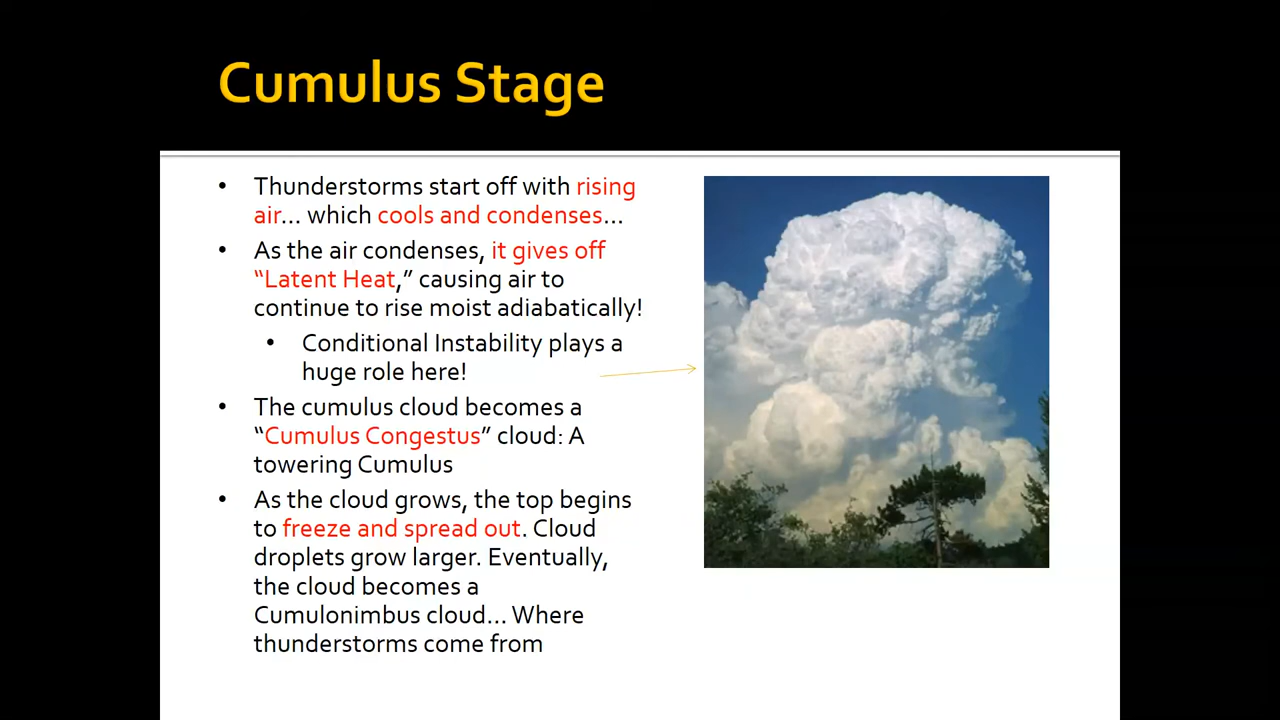 Cumulus Stage
• Thunderstorms start off with rising
air... which cools and condenses...
• As the air condenses, it gives off
“Latent Heat,” causing air to
continue to rise moist adiabatically!
• Conditional Instability plays a
huge role here!
• The cumulus cloud becomes a
“Cumulus Congestus” cloud: A
towering Cumulus
• As the cloud grows, the top begins
to freeze and spread out. Cloud
droplets grow larger. Eventually,
the cloud becomes a
Cumulonimbus cloud... Where
thunderstorms come from